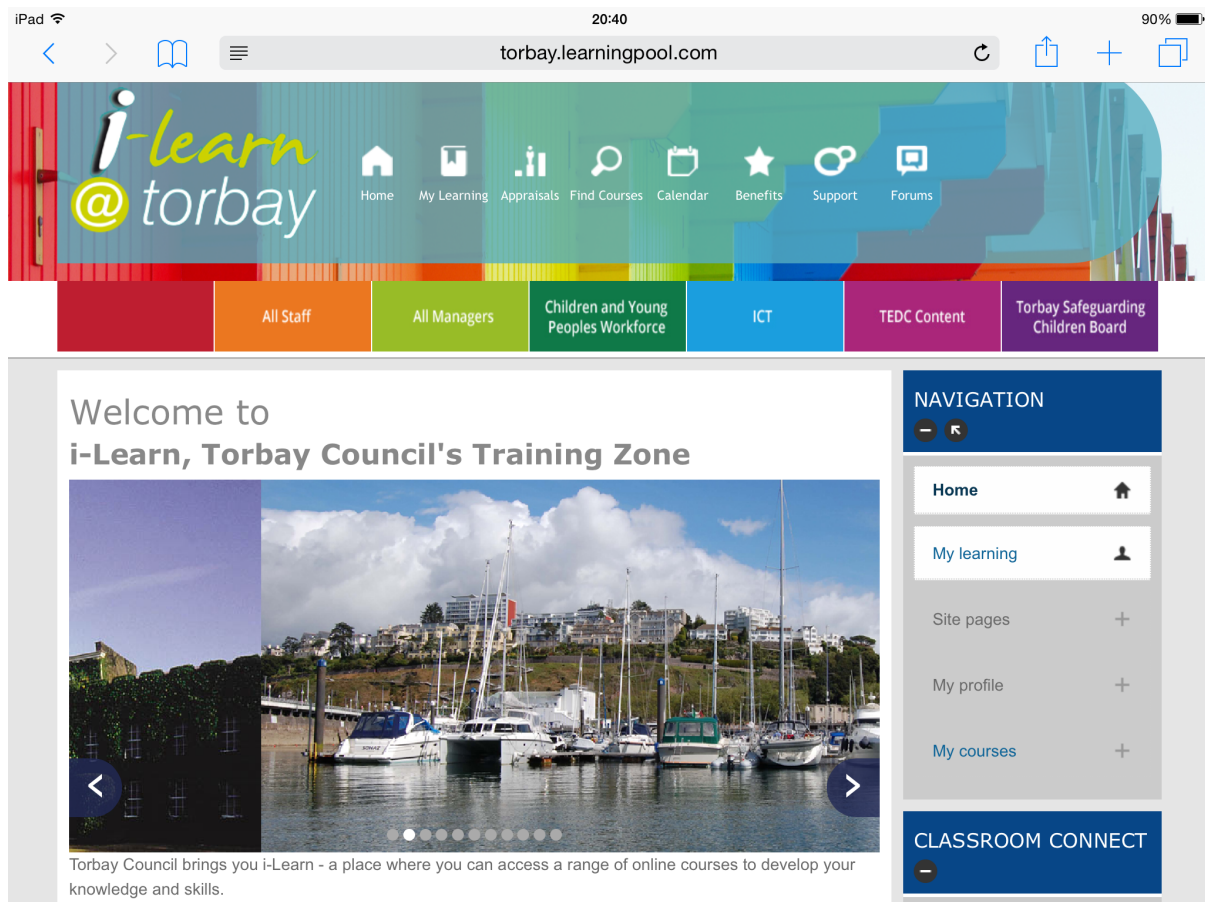 iPad 20:40 90%
torbay.learningpool.com
i-learn
@ torbay
Home My Learning Appraisals Find Courses Calendar Benefits Support Forums
All Staff
All Managers
Children and Young
Peoples Workforce
ICT
TEDC Content
Torbay Safeguarding
Children Board
Welcome to
i-Learn, Torbay Council's Training Zone
Torbay Council brings you i-Learn - a place where you can access a range of online courses to develop your
knowledge and skills.
NAVIGATION
Home
My learning
Site pages
My profile
My courses
CLASSROOM CONNECT